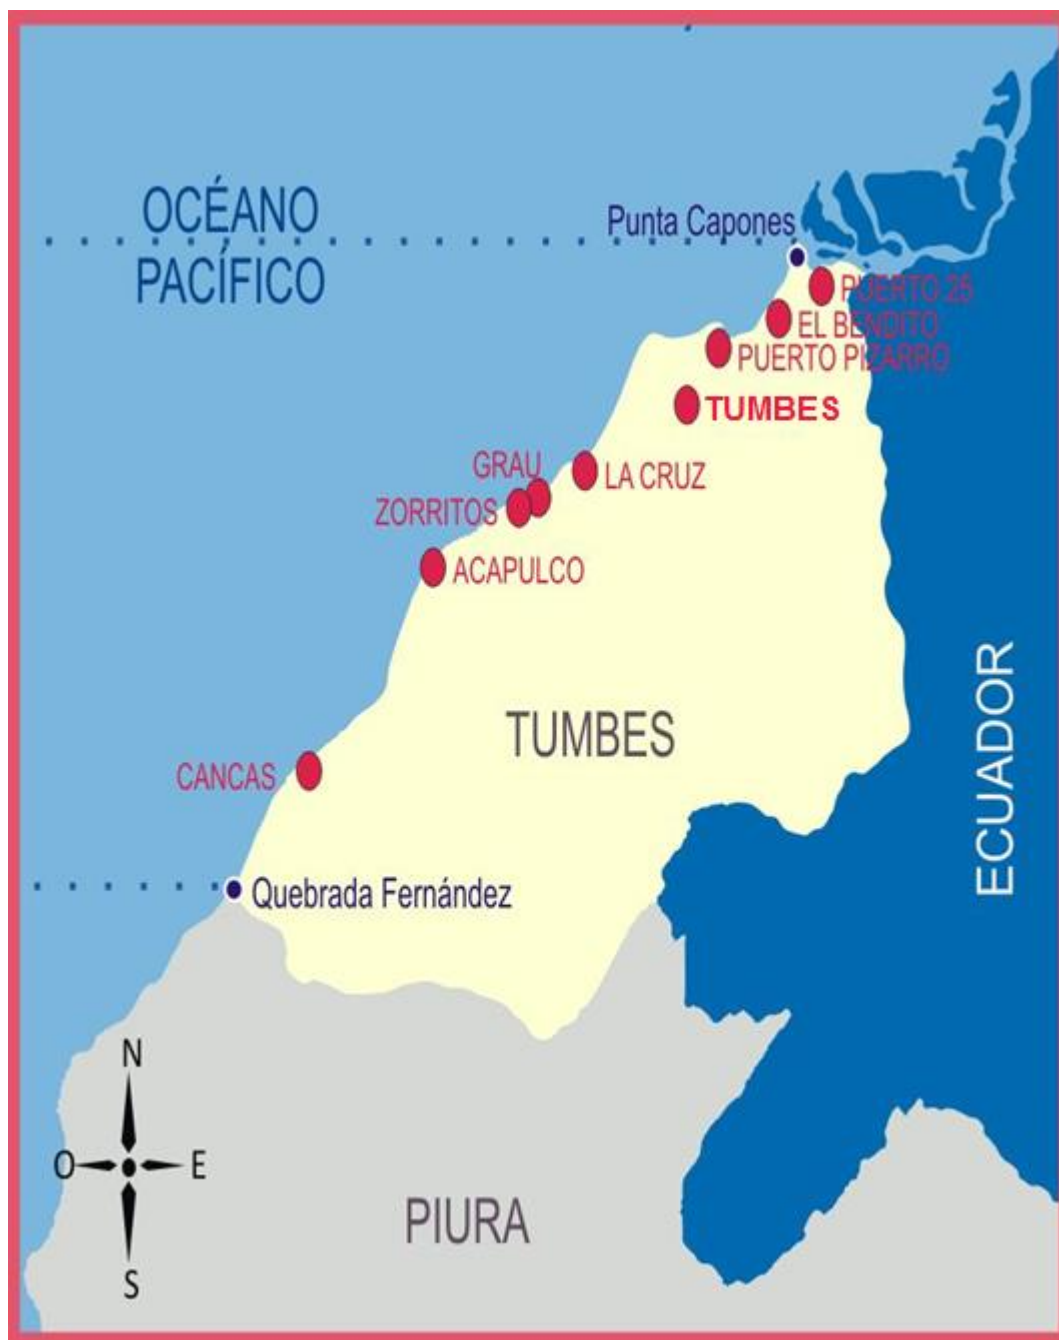 OCÉANO
PACÍFICO
Punta Capones
PUERTO 25
EL BENDITO
PUERTO PIZARRO
TUMBES
GRAU
LA CRUZ
ZORRITOS
ACAPULCO
TUMBES
ECUADOR
CANCAS
Quebrada Fernández
N
O
E
S
PIURA